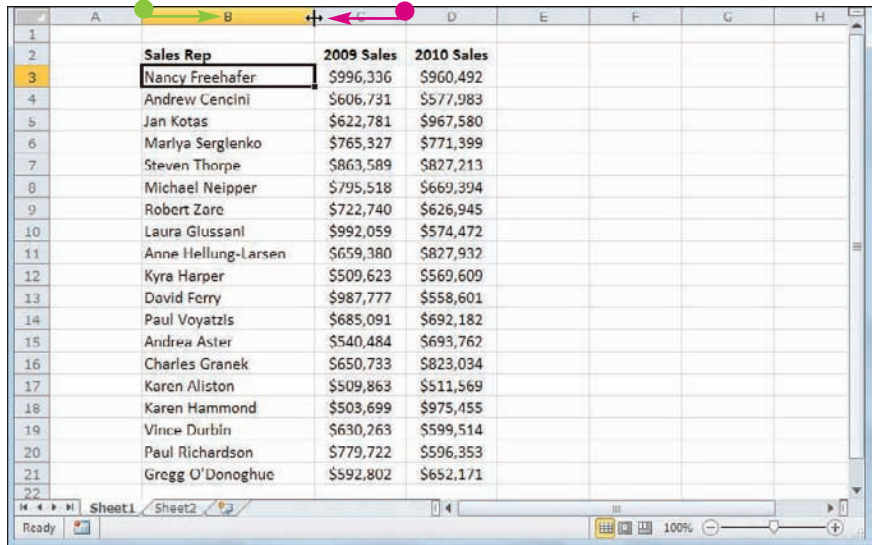 A B C D E F G H
1
2 Sales Rep 2009 Sales 2010 Sales
3 Nancy Freehafer $996,336 $960,492
4 Andrew Cencini $606,731 $577,983
5 Jan Kotas $622,781 $967,580
6 Mariya Sergienko $765,327 $771,399
7 Steven Thorpe $863,589 $827,213
8 Michael Neipper $795,518 $669,394
9 Robert Zare $722,740 $626,945
10 Laura Giussani $992,059 $574,472
11 Anne Hellung-Larsen $659,380 $827,932
12 Kyra Harper $509,623 $569,609
13 David Ferry $987,777 $558,601
14 Paul Voyatzis $685,091 $692,182
15 Andrea Aster $540,484 $693,762
16 Charles Granek $650,733 $823,034
17 Karen Aliston $509,863 $511,569
18 Karen Hammond $503,699 $975,455
19 Vince Durbin $630,263 $599,514
20 Paul Richardson $779,722 $596,353
21 Gregg O'Donoghue $592,802 $652,171
22
Sheet1 Sheet2
Ready 100%